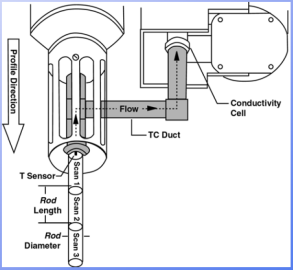 Profile Direction
Flow
Conductivity
Cell
TC Duct
T Sensor
Scan 1
Rod
Length
Scan 2
Rod
Diameter
Scan 3